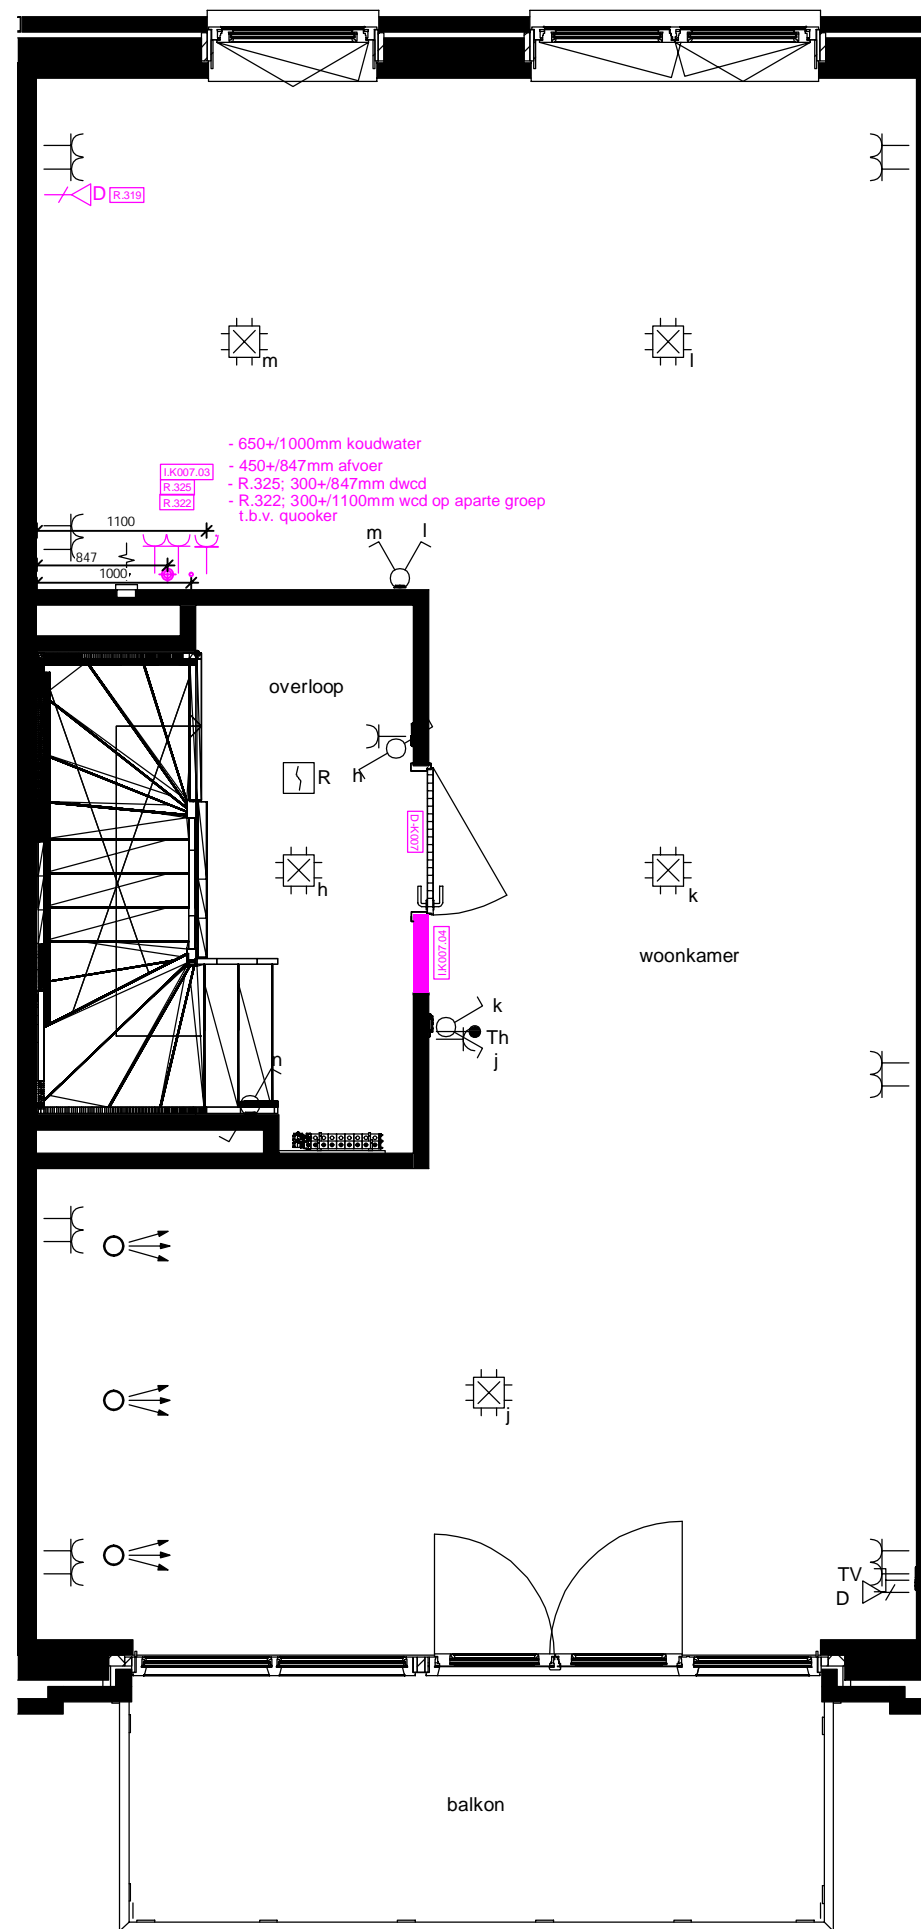 D R.319
m
l
- 650+/1000mm koudwater
I.K007.03 - 450+/847mm afvoer
R.325 - R.325; 300+/847mm dwcd
R.322 - R.322; 300+/1100mm wcd op aparte groep
t.b.v. quooker
1100
m l
847
1000
overloop
h
R
D-K007
h
k
I.K007.04
woonkamer
k
Th
j
n
j
TV
D
balkon